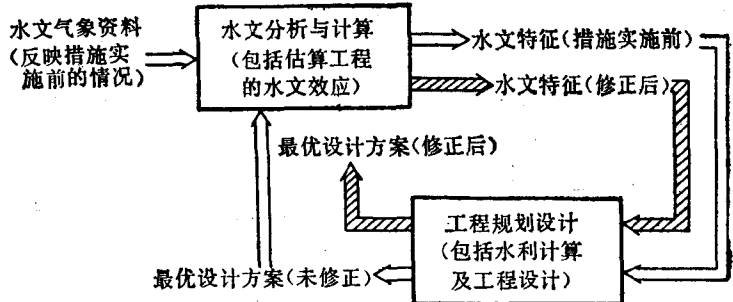 水文气象资料
(反映措施实
施前的情况)
水文分析与计算
(包括估算工程
的水文效应)
水文特征(措施实施前)
水文特征(修正后)
最优设计方案(修正后)
工程规划设计
(包括水利计算
及工程设计)
最优设计方案(未修正)